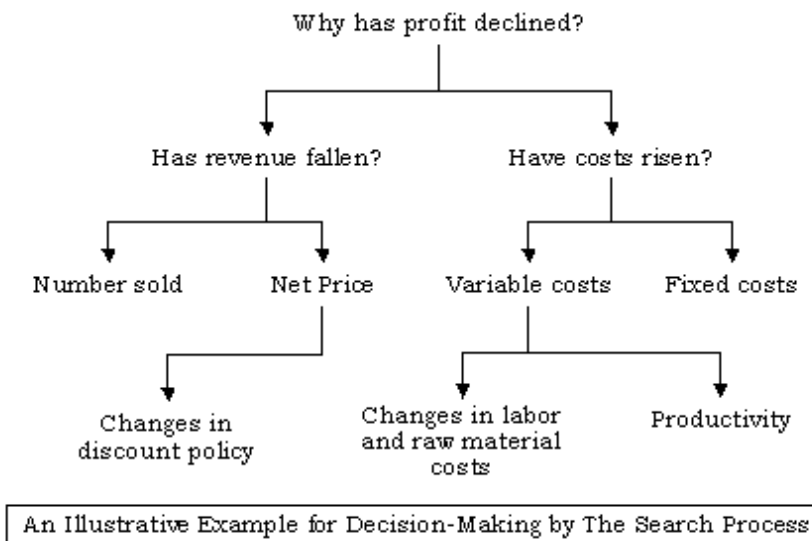 Why has profit declined?
Has revenue fallen?
Have costs risen?
Number sold
Net Price
Variable costs
Fixed costs
Changes in
discount policy
Changes in labor
and raw material
costs
Productivity
An Illustrative Example for Decision-Making by The Search Process